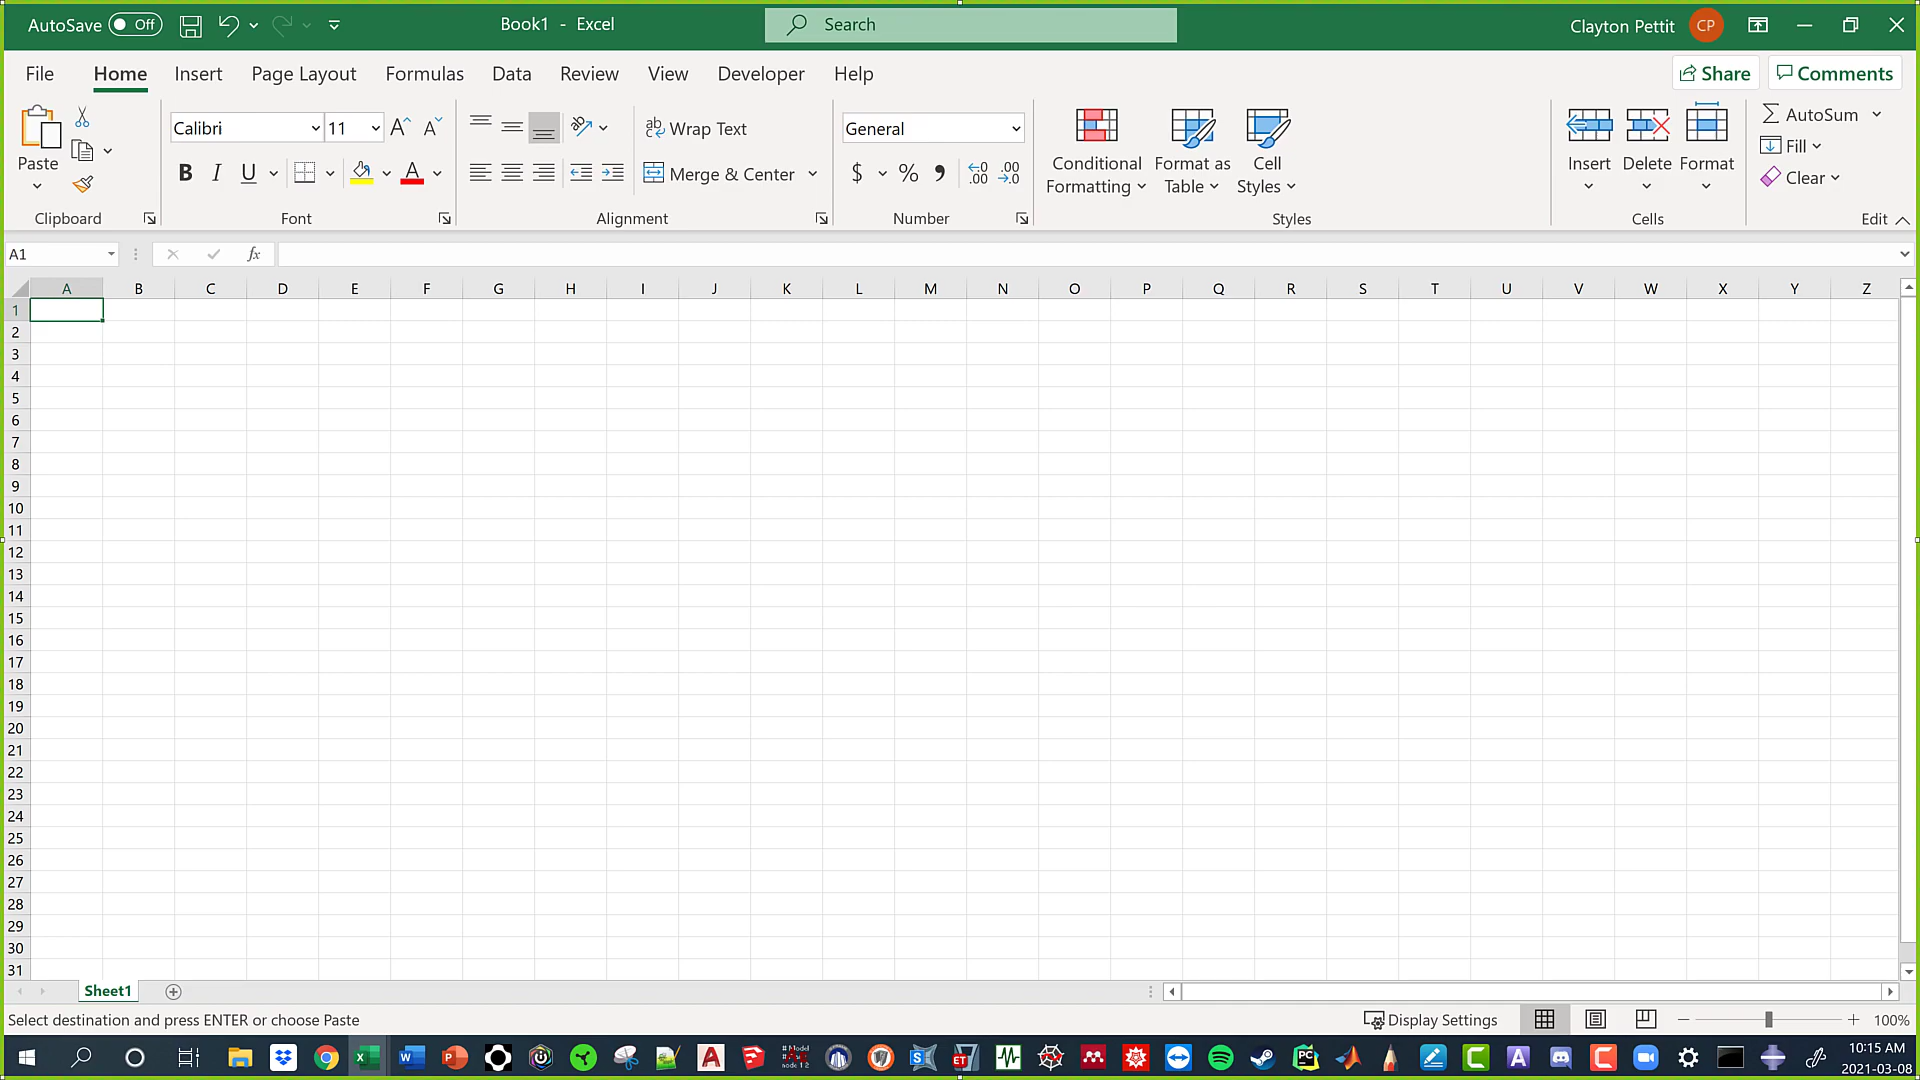 AutoSave Off Book1 - Excel Search Clayton Pettit CP
File Home Insert Page Layout Formulas Data Review View Developer Help Share Comments
Paste Calibri 11 Wrap Text General Conditional Formatting Format as Table Cell Styles Insert Delete Format AutoSum
B I U Merge & Center $ % Fill
Clear
Clipboard Font Alignment Number Styles Cells Edit
A1 fx
A B C D E F G H I J K L M N O P Q R S T U V W X Y Z
1
2
3
4
5
6
7
8
9
10
11
12
13
14
15
16
17
18
19
20
21
22
23
24
25
26
27
28
29
30
31
Sheet1
Select destination and press ENTER or choose Paste Display Settings 100%
10:15 AM
2021-03-08